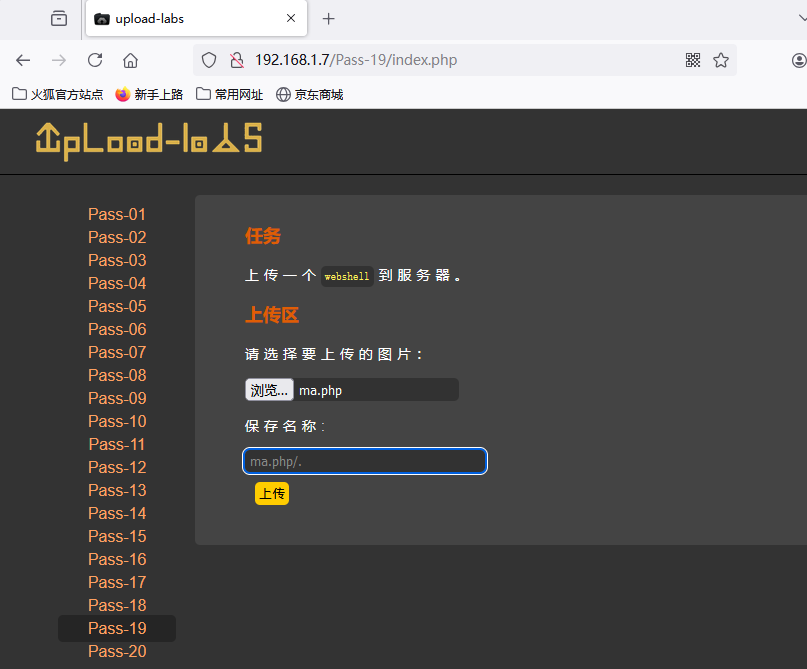 upload-labs
192.168.1.7/Pass-19/index.php
火狐官方站点 新手上路 常用网址 京东商城
UpLoad-labs
Pass-01
Pass-02
Pass-03
Pass-04
Pass-05
Pass-06
Pass-07
Pass-08
Pass-09
Pass-10
Pass-11
Pass-12
Pass-13
Pass-14
Pass-15
Pass-16
Pass-17
Pass-18
Pass-19
Pass-20
任务
上传一个 webshell 到服务器。
上传区
请选择要上传的图片：
浏览... ma.php
保存名称:
ma.php/.
上传